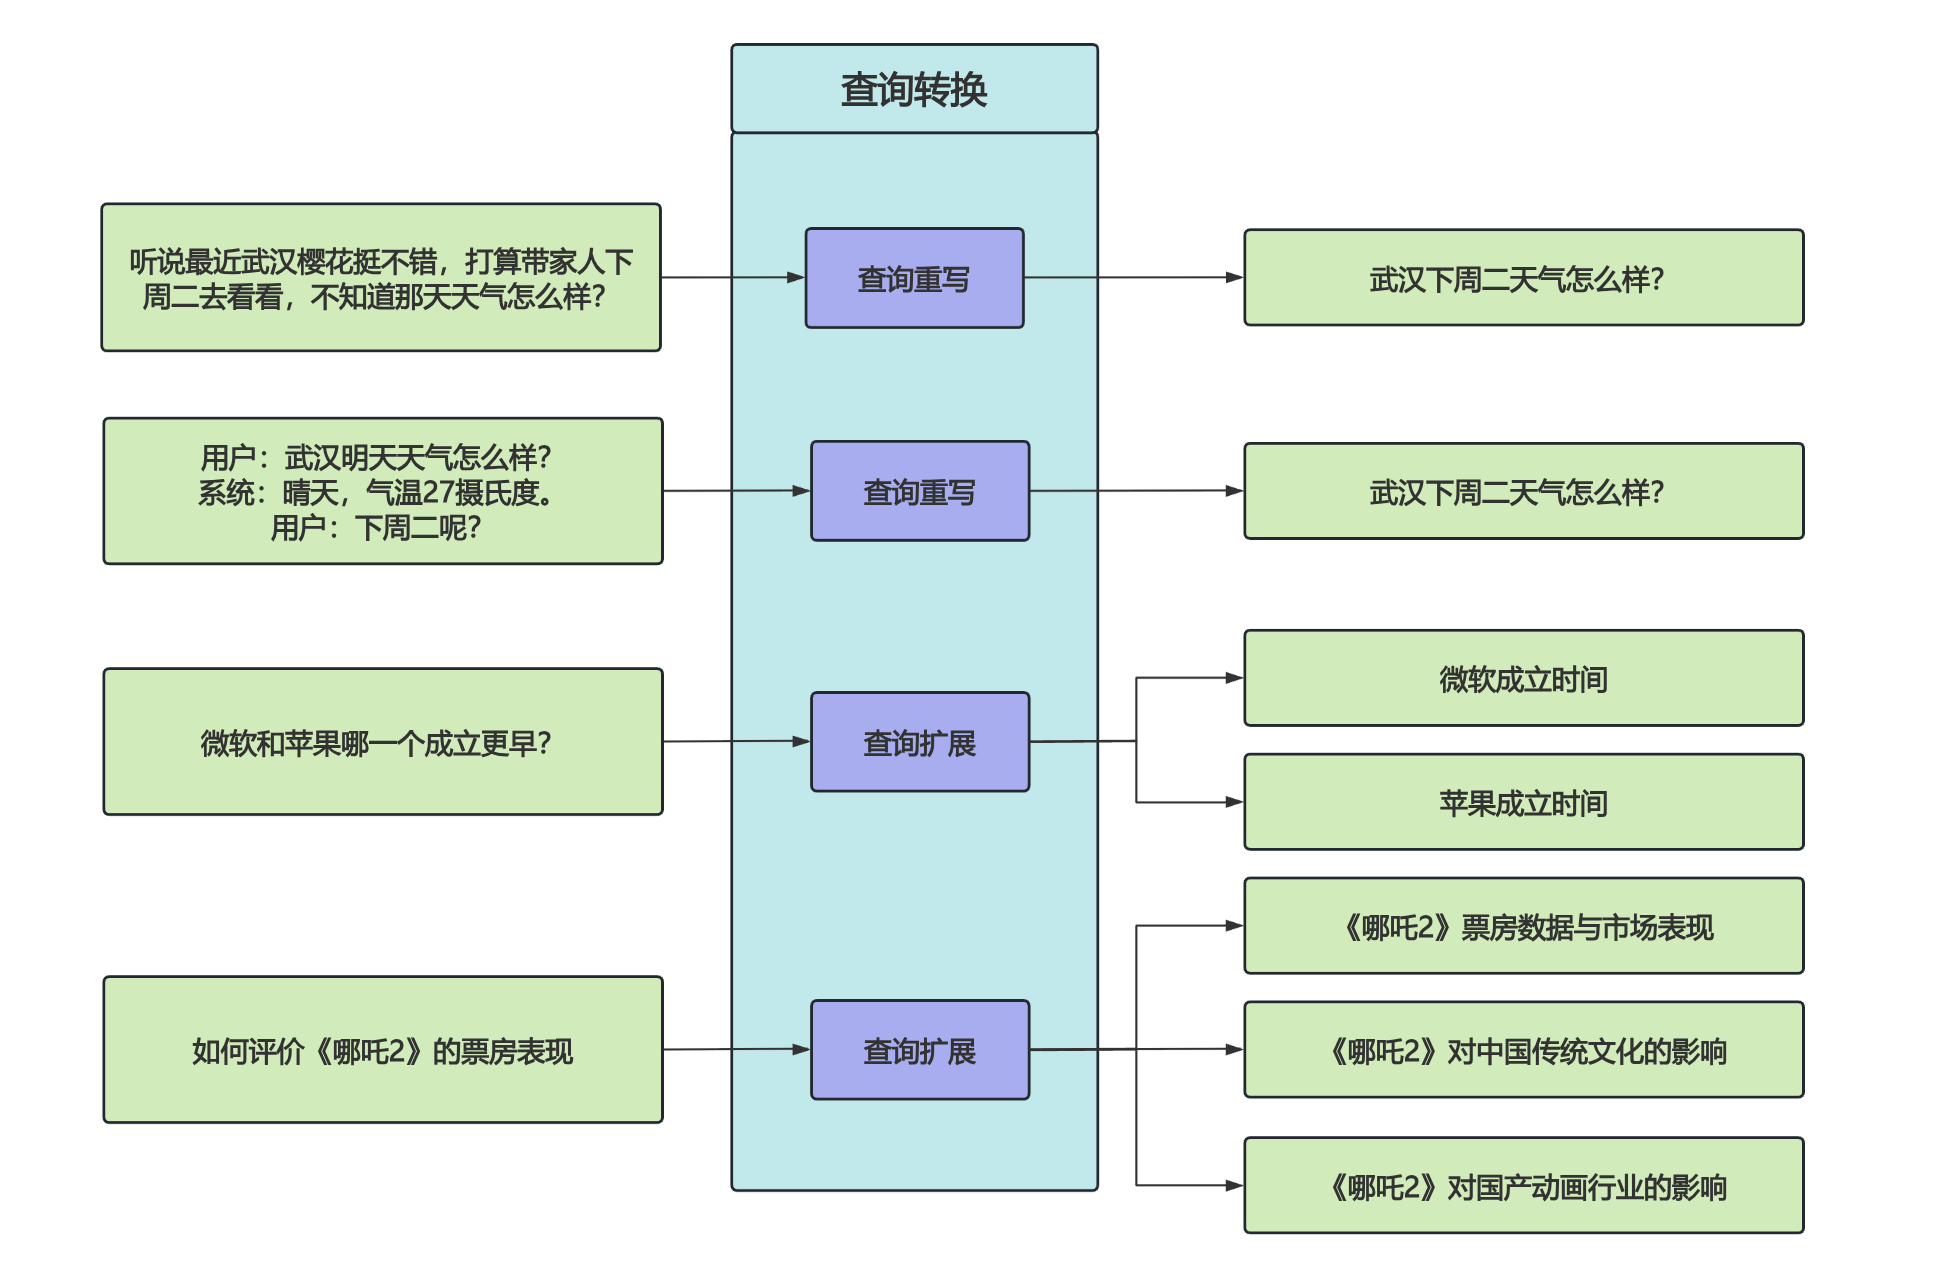 查询转换
听说最近武汉樱花挺不错，打算带家人下
周二去看看，不知道那天天气怎么样？
查询重写
武汉下周二天气怎么样？
用户：武汉明天天气怎么样？
系统：晴天，气温27摄氏度。
用户：下周二呢？
查询重写
武汉下周二天气怎么样？
微软和苹果哪一个成立更早？
查询扩展
微软成立时间
苹果成立时间
如何评价《哪吒2》的票房表现
查询扩展
《哪吒2》票房数据与市场表现
《哪吒2》对中国传统文化的影响
《哪吒2》对国产动画行业的影响